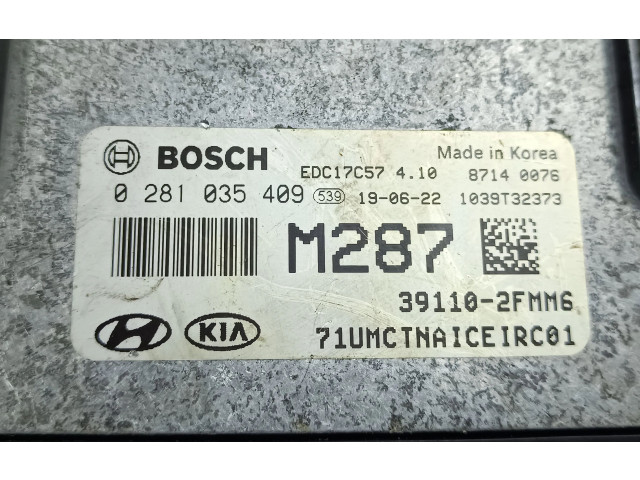 BOSCH EDC17C57 4.10 Made in Korea 8714 0076
0 281 035 409 539 19-06-22 1039T32373
M287
39110-2FMM6
KIA 71UMCTNAICEIRC01